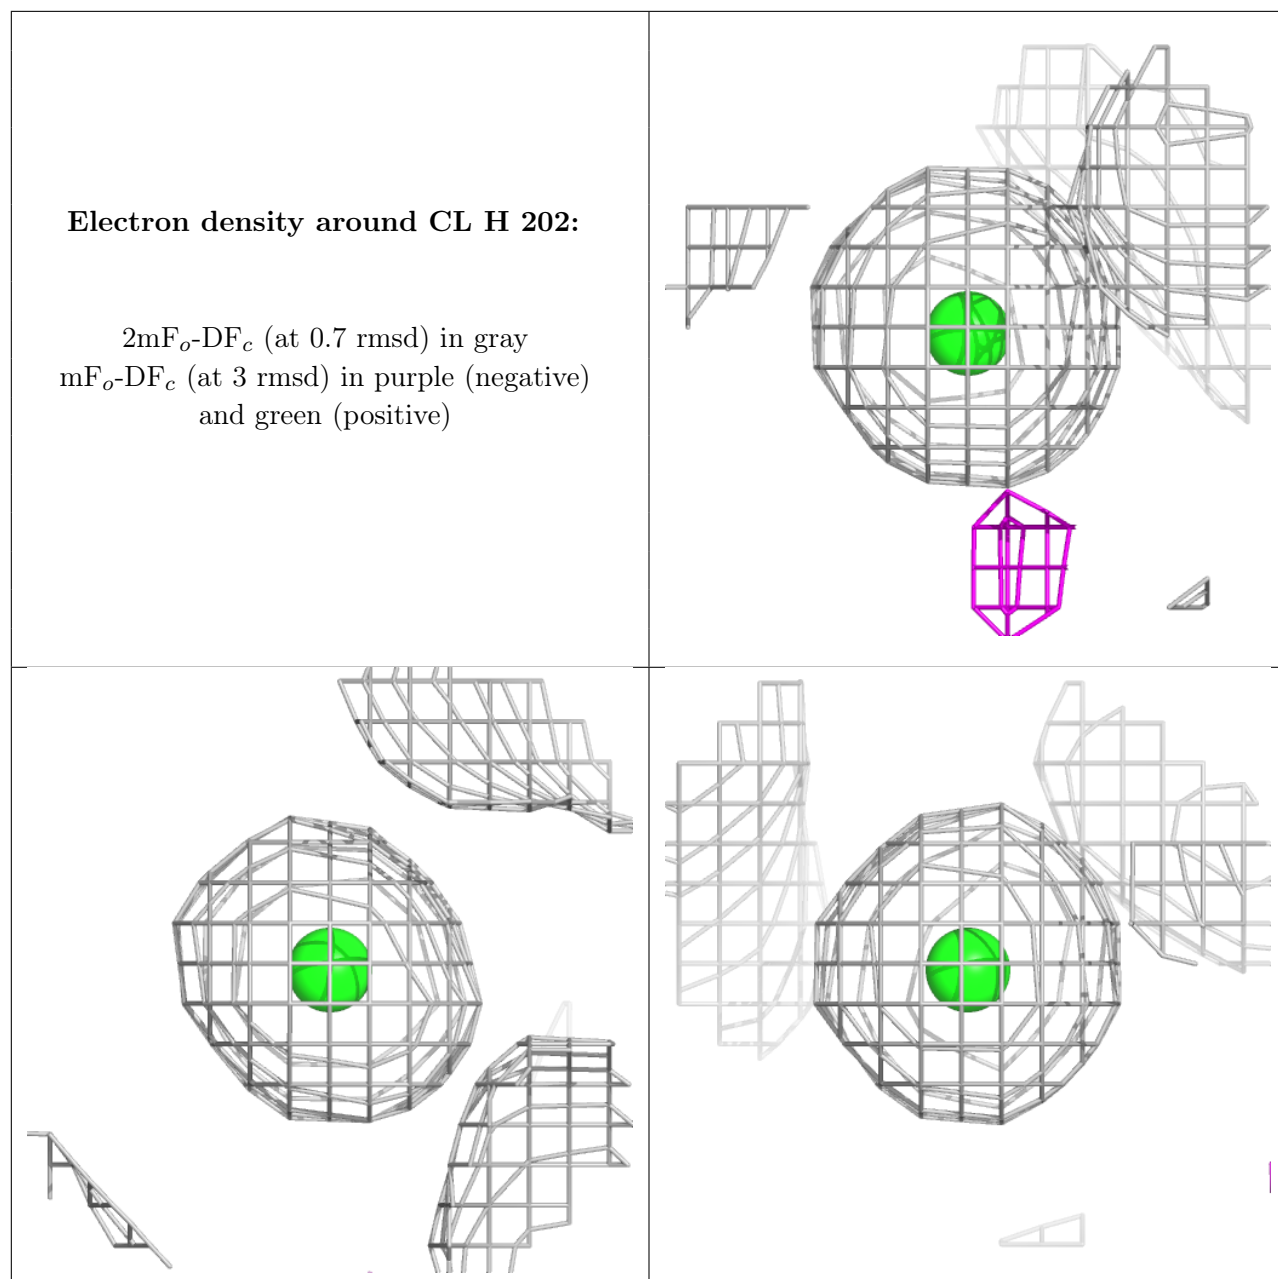 Electron density around CL H 202:
2mFo-DFc (at 0.7 rmsd) in gray
mFo-DFc (at 3 rmsd) in purple (negative)
and green (positive)